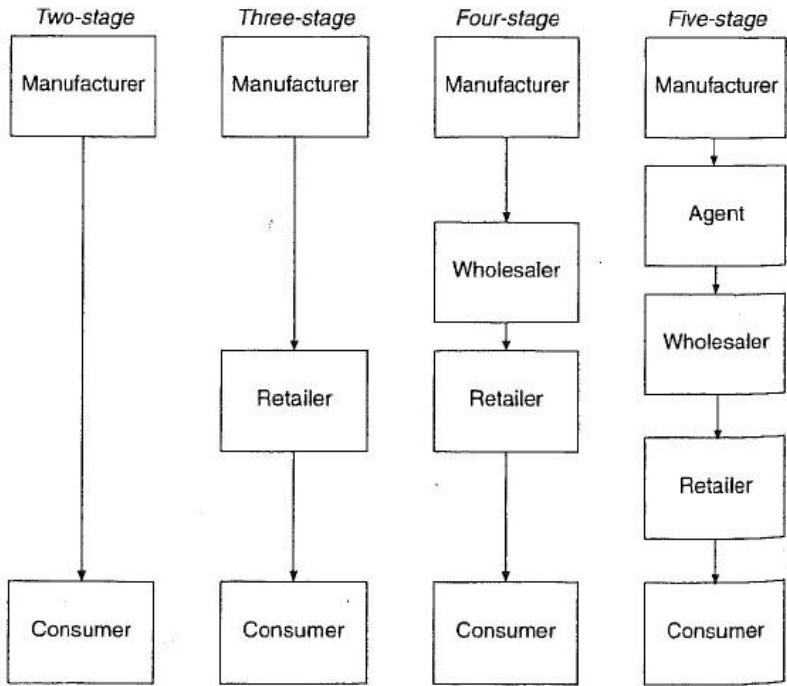 Two-stage
Three-stage
Four-stage
Five-stage
Manufacturer
Manufacturer
Manufacturer
Manufacturer
Agent
Wholesaler
Wholesaler
Retailer
Retailer
Retailer
Consumer
Consumer
Consumer
Consumer